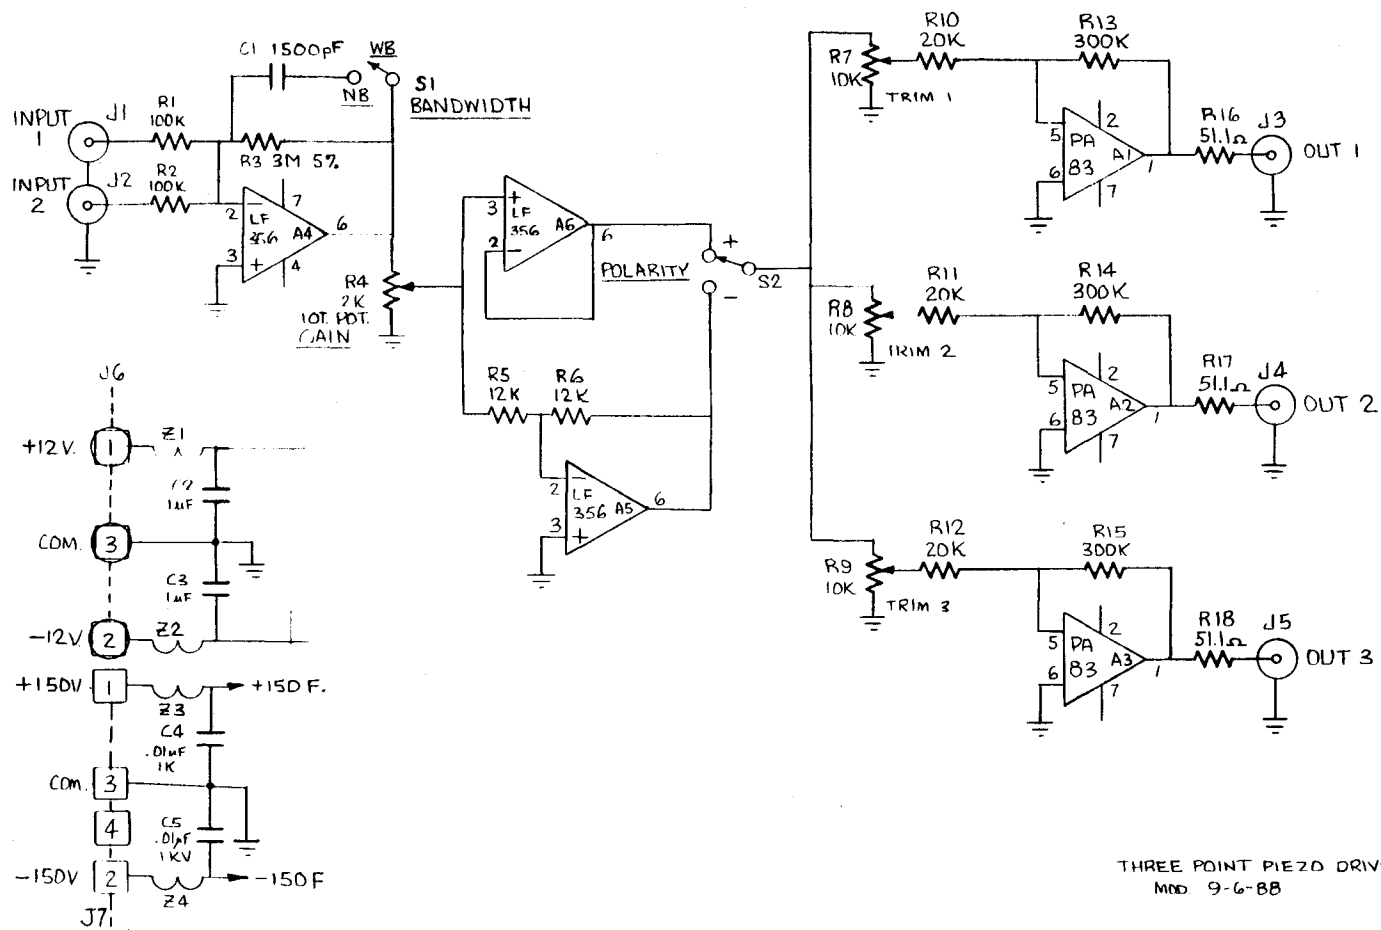 C1 1500pF
WB
NB
S1
BANDWIDTH
INPUT
1
J1
R1
100K
R3 3M 5%
INPUT
2
J2
R2
100K
2
−
7
LF
356
A4
6
3
+
4
R4
2K
10T. POT.
GAIN
3
+
LF
356
A6
2
−
6
POLARITY
+
−
S2
R5
12K
R6
12K
2
−
LF
356
A5
6
3
+
R7
10K
TRIM 1
R10
20K
R13
300K
5
PA
83
A1
2
6
7
1
R16
51.1Ω
J3
OUT 1
R8
10K
TRIM 2
R11
20K
R14
300K
5
PA
83
A2
2
6
7
1
R17
51.1Ω
J4
OUT 2
R9
10K
TRIM 3
R12
20K
R15
300K
5
PA
83
A3
2
6
7
1
R18
51.1Ω
J5
OUT 3
J6
+12V.
1
Z1
C2
1µF
COM.
3
C3
1µF
−12V
2
Z2
+150V
1
Z3
+150F.
C4
.01µF
1K
COM.
3
4
C5
.01µF
1KV
−150V
2
Z4
−150F
J7
THREE POINT PIEZO DRIV
MOD. 9-6-88